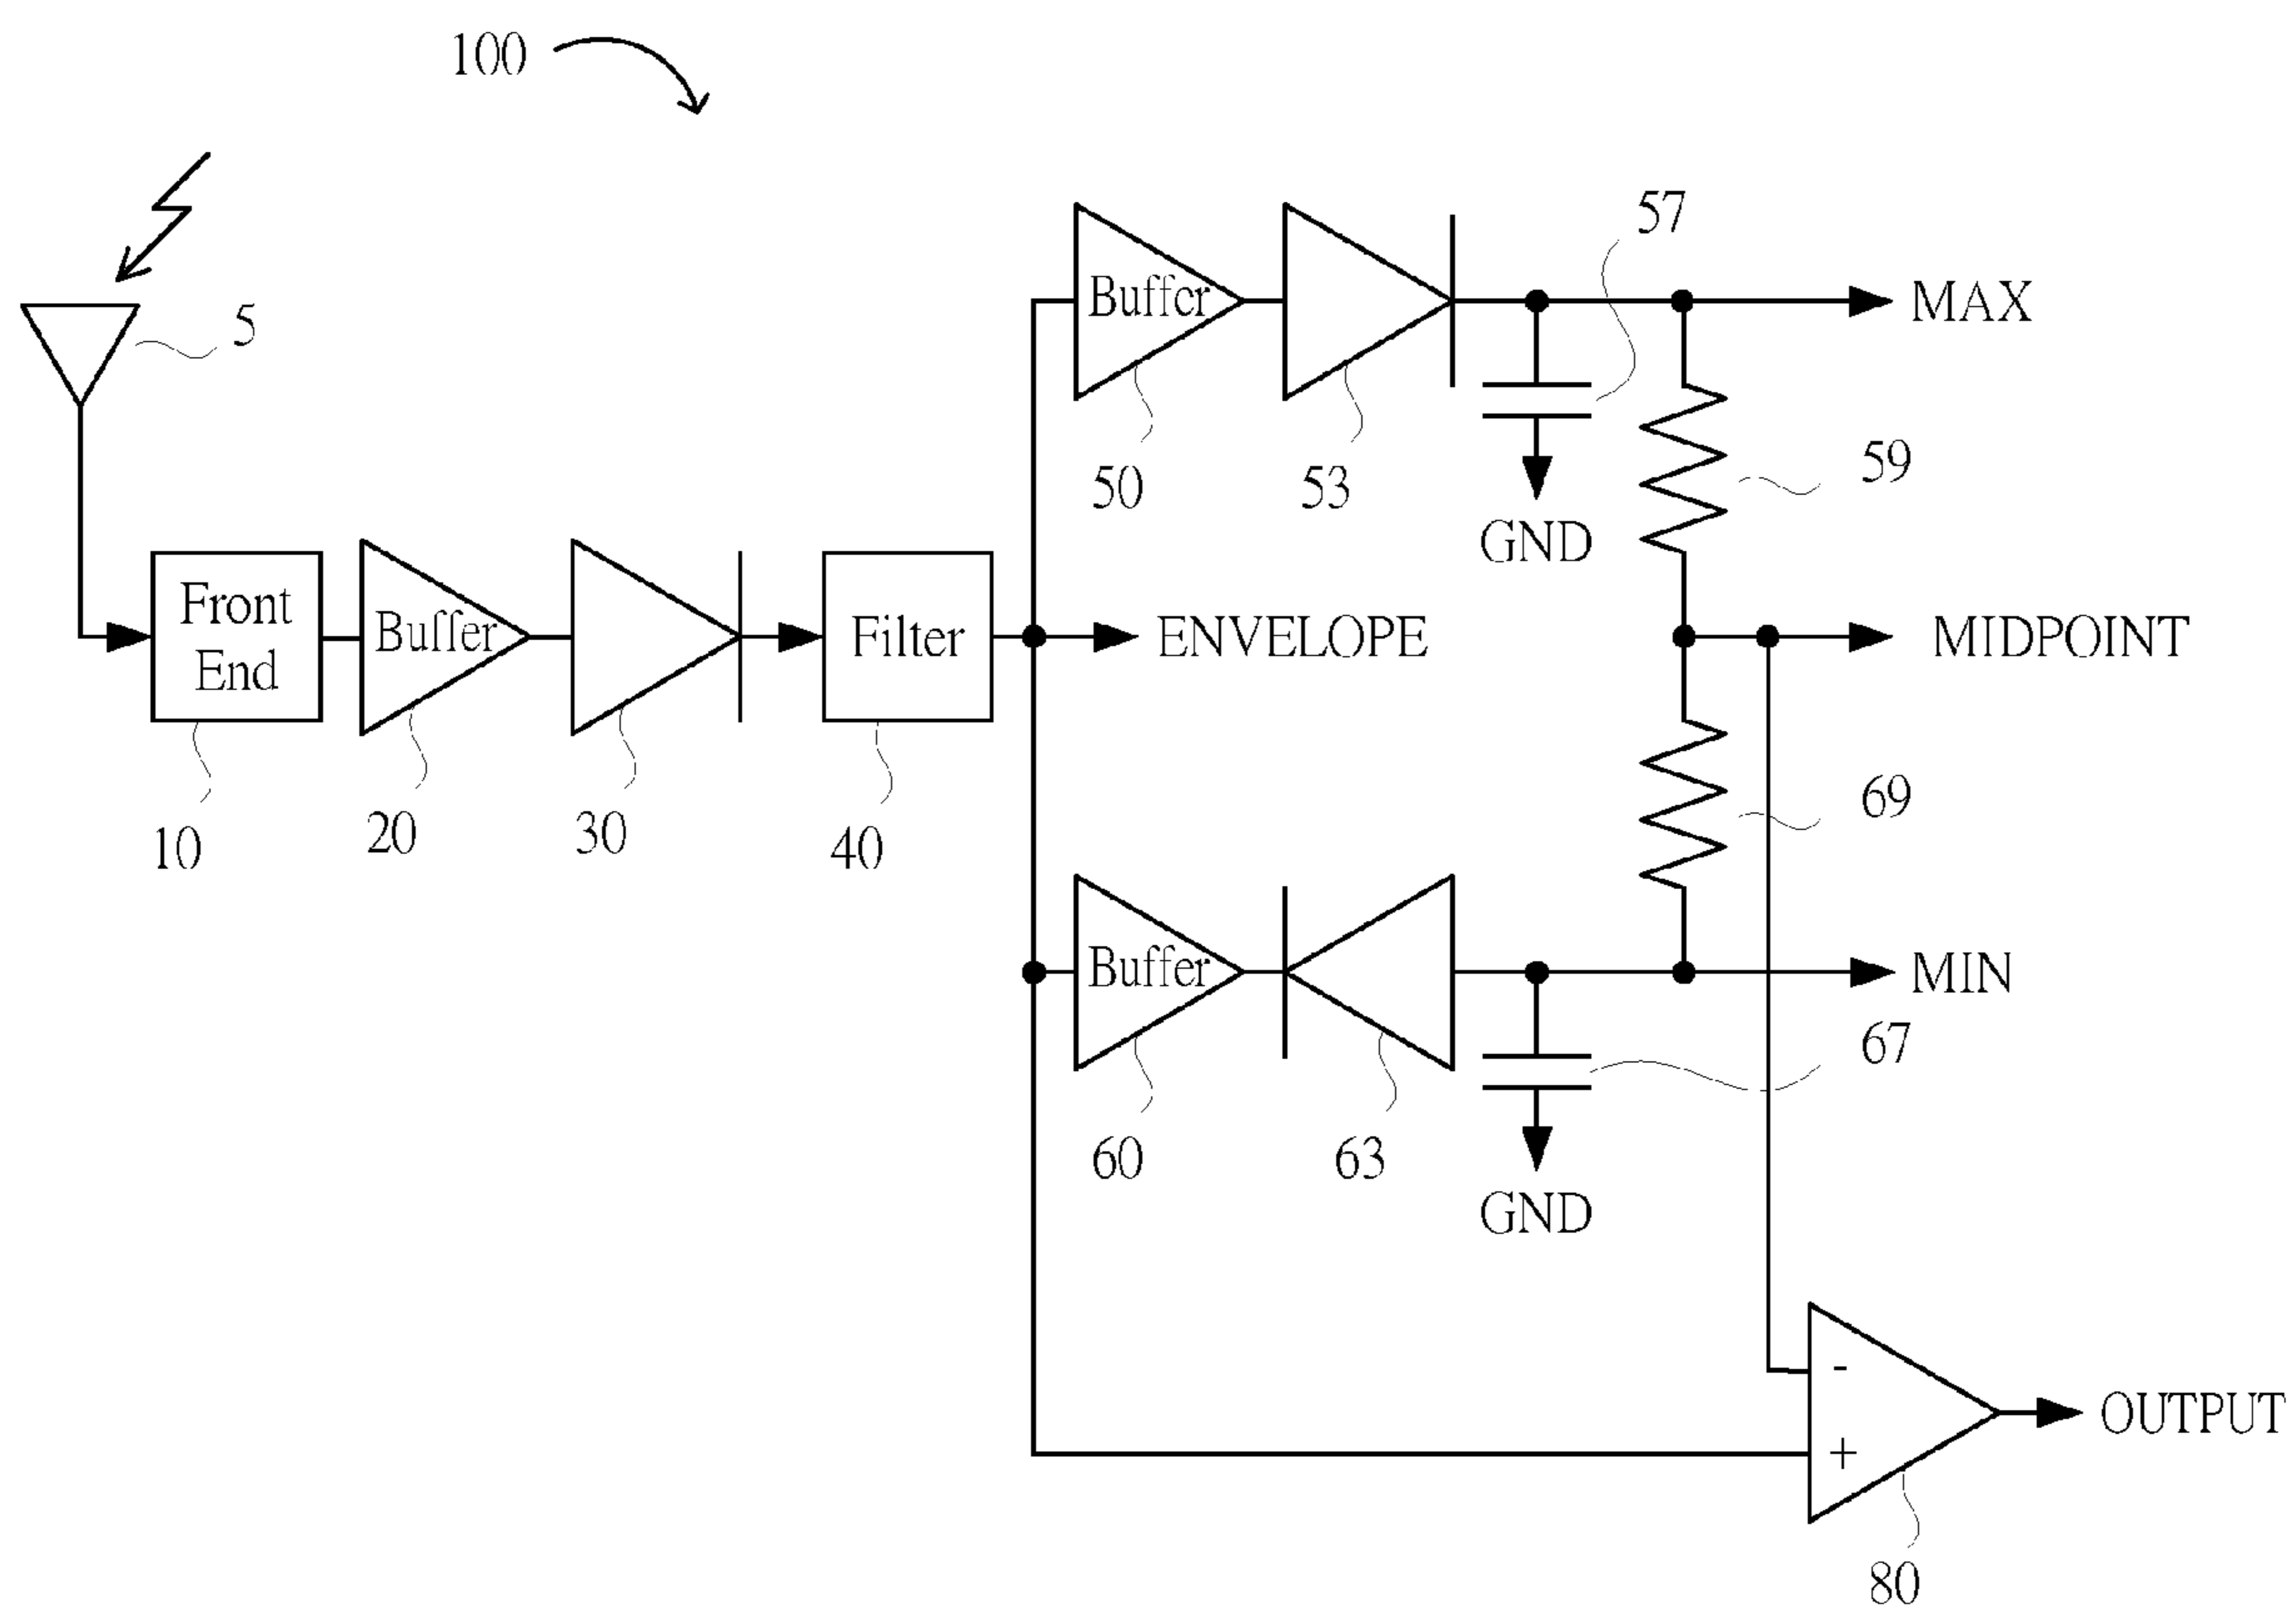 100
5
57
Buffer
MAX
50
53
59
GND
Front
End
Buffer
Filter
ENVELOPE
MIDPOINT
10
20
30
40
69
Buffer
MIN
67
60
63
GND
-
+
OUTPUT
80